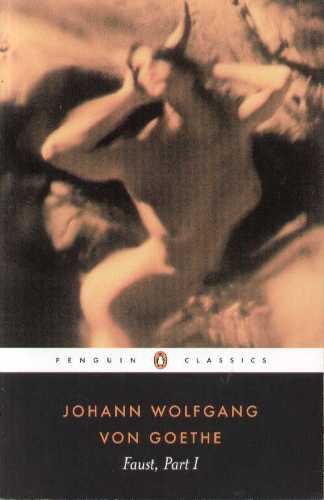 PENGUIN CLASSICS
JOHANN WOLFGANG
VON GOETHE
Faust, Part I